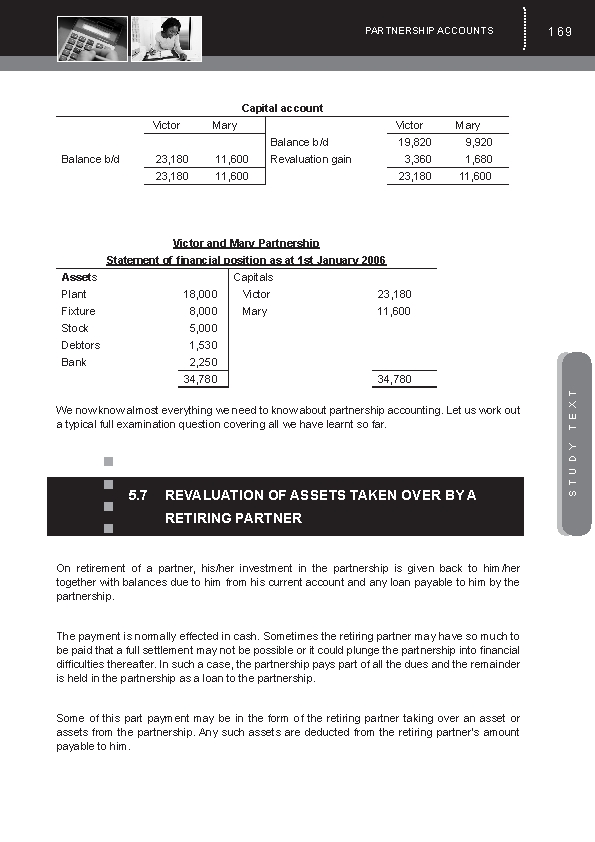 PARTNERSHIP ACCOUNTS 169
Capital account
Victor Mary Victor Mary
Balance b/d 19,820 9,920
Balance b/d 23,180 11,600 Revaluation gain 3,360 1,680
23,180 11,600 23,180 11,600
Victor and Mary Partnership
Statement of financial position as at 1st January 2006
Assets Capitals
Plant 18,000 Victor 23,180
Fixture 8,000 Mary 11,600
Stock 5,000
Debtors 1,530
Bank 2,250
34,780 34,780
We now know almost everything we need to know about partnership accounting. Let us work out
a typical full examination question covering all we have learnt so far.
STUDY TEXT
5.7 REVALUATION OF ASSETS TAKEN OVER BY A
RETIRING PARTNER
On retirement of a partner, his/her investment in the partnership is given back to him/her
together with balances due to him from his current account and any loan payable to him by the
partnership.
The payment is normally effected in cash. Sometimes the retiring partner may have so much to
be paid that a full settlement may not be possible or it could plunge the partnership into financial
difficulties thereafter. In such a case, the partnership pays part of all the dues and the remainder
is held in the partnership as a loan to the partnership.
Some of this part payment may be in the form of the retiring partner taking over an asset or
assets from the partnership. Any such assets are deducted from the retiring partner's amount
payable to him.